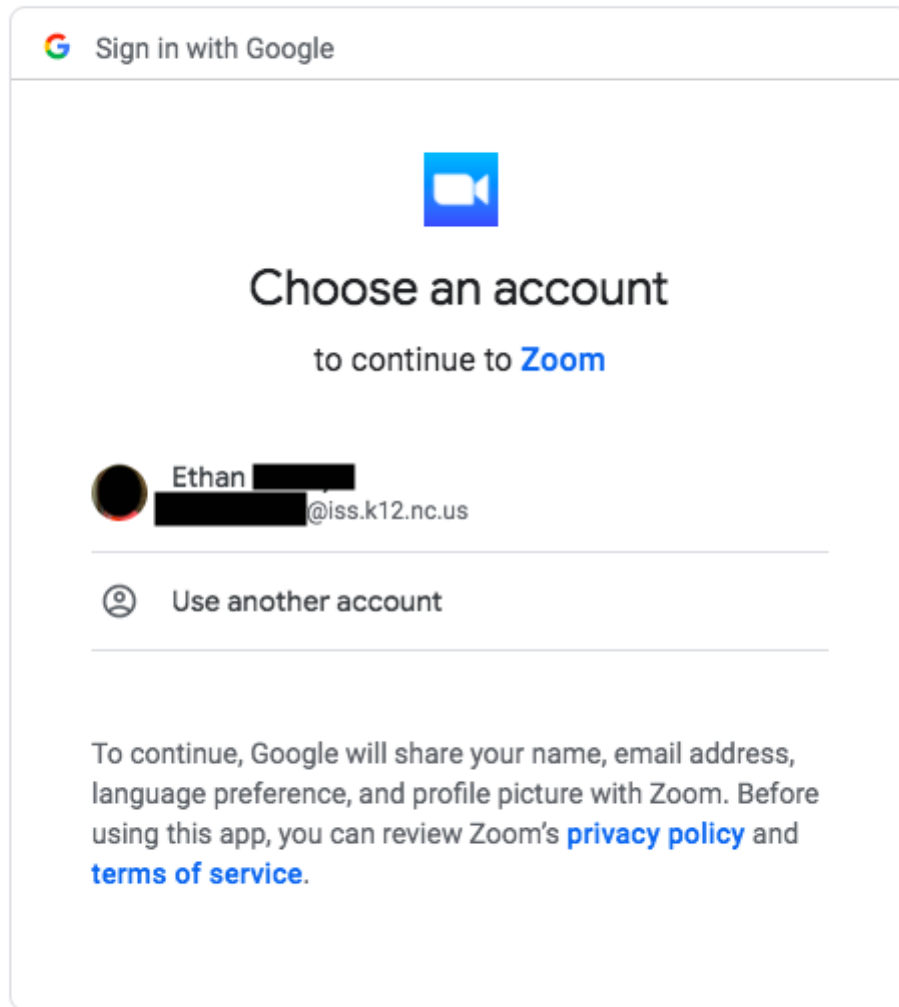 Sign in with Google
Choose an account
to continue to Zoom
Ethan
@iss.k12.nc.us
Use another account
To continue, Google will share your name, email address,
language preference, and profile picture with Zoom. Before
using this app, you can review Zoom's privacy policy and
terms of service.